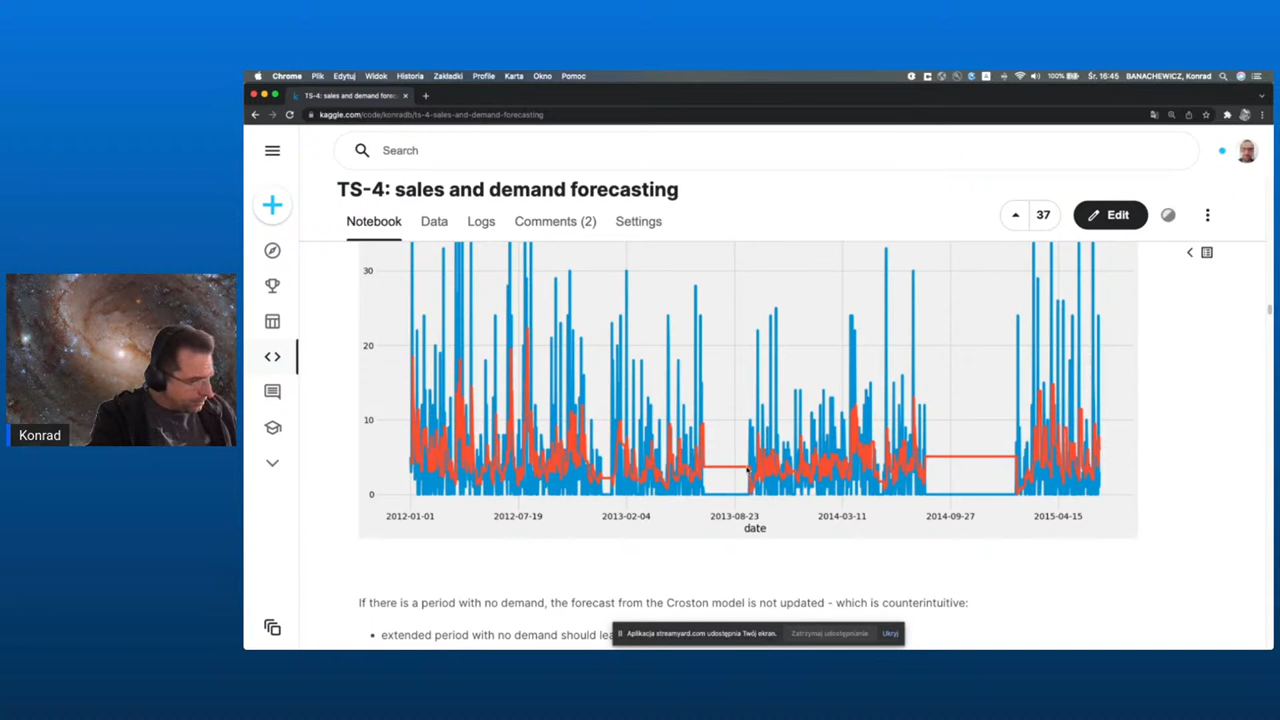 Chrome Plik Edytuj Widok Historia Zakładki Profile Karta Okno Pomoc 100% Śr. 16:45 BANACHEWICZ, Konrad
TS-4: sales and demand forec
kaggle.com/code/konradb/ts-4-sales-and-demand-forecasting
Search
TS-4: sales and demand forecasting
37
Edit
Notebook Data Logs Comments (2) Settings
30
20
10
0
2012-01-01 2012-07-19 2013-02-04 2013-08-23 2014-03-11 2014-09-27 2015-04-15
date
Konrad
If there is a period with no demand, the forecast from the Croston model is not updated - which is counterintuitive:
• extended period with no demand should lea
Aplikacja streamyard.com udostępnia Twój ekran. Zatrzymaj udostępnianie Ukryj